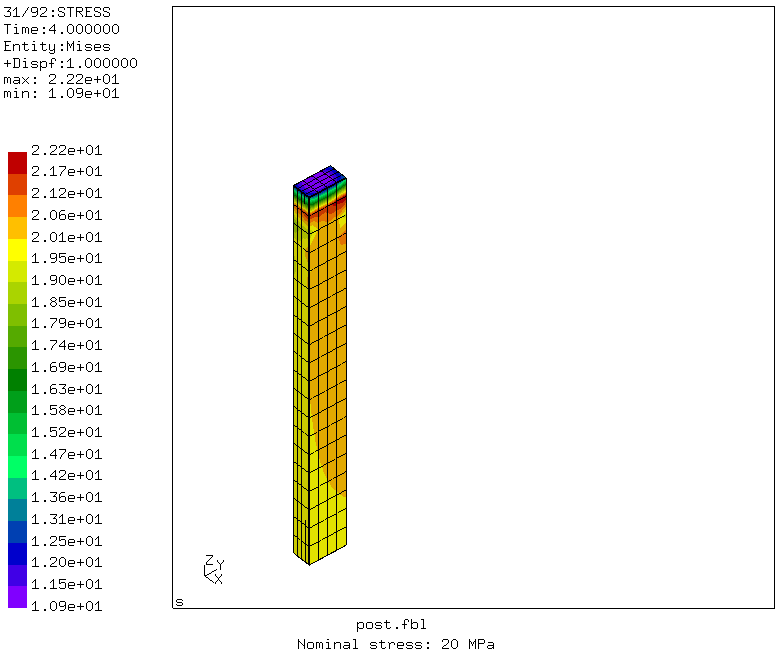 31/92:STRESS
Time:4.000000
Entity:Mises
+Dispf:1.000000
max: 2.22e+01
min: 1.09e+01
2.22e+01
2.17e+01
2.12e+01
2.06e+01
2.01e+01
1.95e+01
1.90e+01
1.85e+01
1.79e+01
1.74e+01
1.69e+01
1.63e+01
1.58e+01
1.52e+01
1.47e+01
1.42e+01
1.36e+01
1.31e+01
1.25e+01
1.20e+01
1.15e+01
1.09e+01
Z
Y
X
s
post.fbl
Nominal stress: 20 MPa